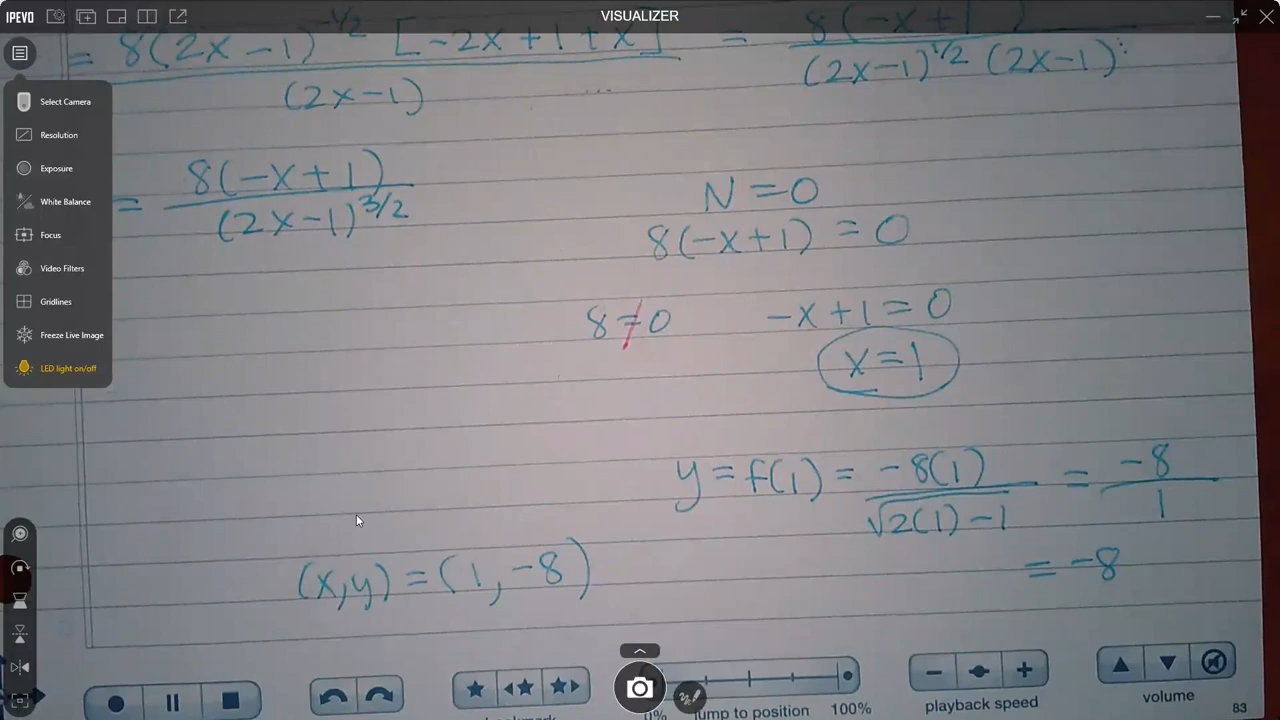 IPEVO VISUALIZER
= 8(2x-1)^-1/2 [-2x+1+x] / (2x-1) = 8(-x+1) / (2x-1)^1/2 (2x-1)
Select Camera
Resolution
Exposure
White Balance
Focus
Video Filters
Gridlines
Freeze Live Image
LED light on/off
= 8(-x+1) / (2x-1)^3/2
N = 0
8(-x+1) = 0
8 ≠ 0 -x+1 = 0
x = 1
y = f(1) = -8(1) / √2(1)-1 = -8 / 1
= -8
(x,y) = (1, -8)
0% jump to position 100%
playback speed
volume
83